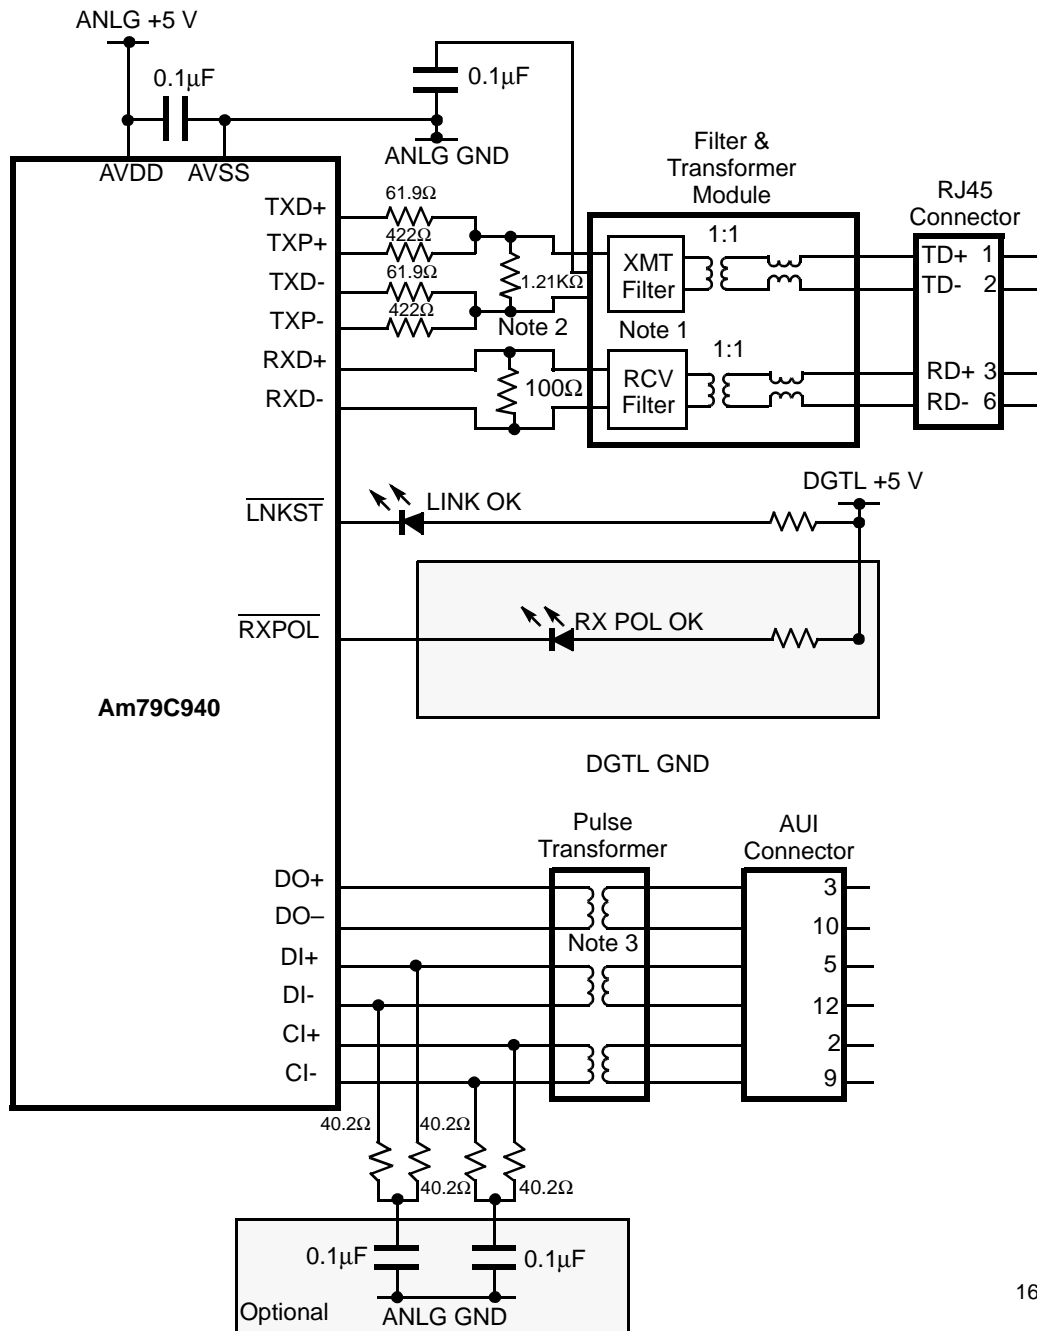 ANLG +5 V
0.1µF
0.1µF
ANLG GND
AVDD
AVSS
Filter &
Transformer
Module
RJ45
Connector
TXD+
61.9Ω
TXP+
422Ω
TXD-
61.9Ω
TXP-
422Ω
1.21KΩ
Note 2
XMT
Filter
1:1
TD+ 1
TD- 2
Note 1
RXD+
RXD-
100Ω
RCV
Filter
1:1
RD+ 3
RD- 6
DGTL +5 V
LNKST
LINK OK
RXPOL
RX POL OK
Am79C940
DGTL GND
Pulse
Transformer
AUI
Connector
DO+
3
DO–
10
Note 3
DI+
5
DI-
12
CI+
2
CI-
9
40.2Ω
40.2Ω
40.2Ω
40.2Ω
0.1µF
0.1µF
Optional
ANLG GND
16